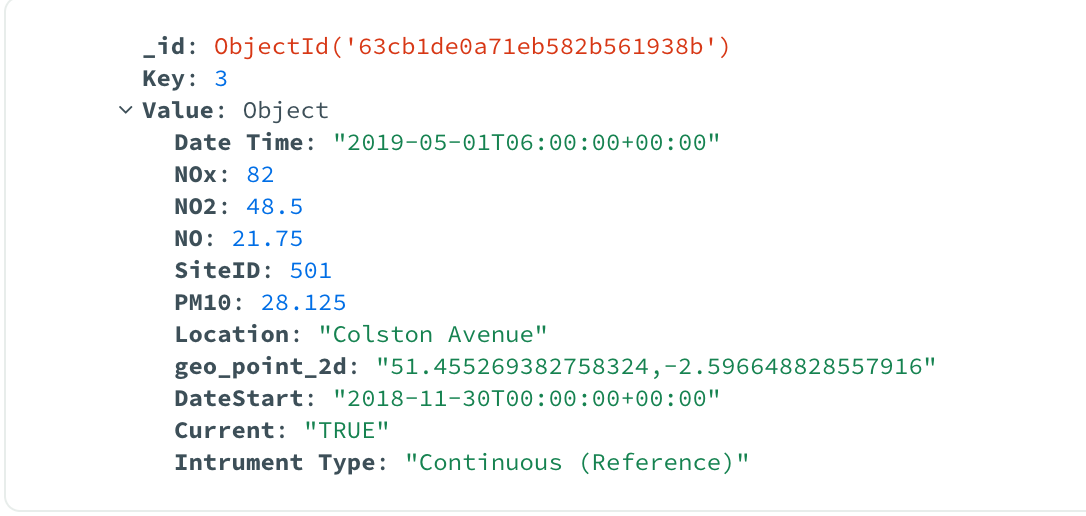 _id: ObjectId('63cb1de0a71eb582b561938b')
Key: 3
Value: Object
Date Time: "2019-05-01T06:00:00+00:00"
NOx: 82
NO2: 48.5
NO: 21.75
SiteID: 501
PM10: 28.125
Location: "Colston Avenue"
geo_point_2d: "51.455269382758324,-2.596648828557916"
DateStart: "2018-11-30T00:00:00+00:00"
Current: "TRUE"
Intrument Type: "Continuous (Reference)"